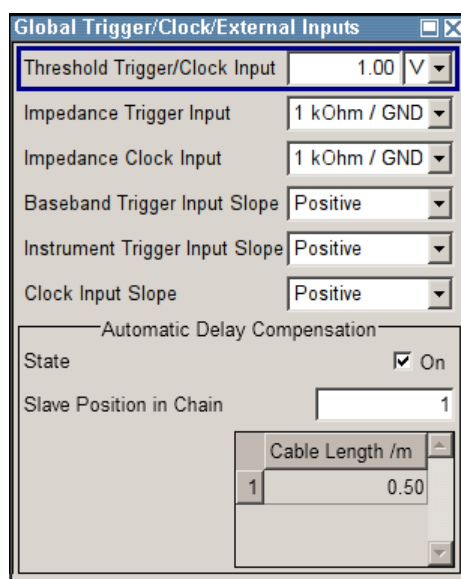 Global Trigger/Clock/External Inputs
Threshold Trigger/Clock Input 1.00 V
Impedance Trigger Input 1 kOhm / GND
Impedance Clock Input 1 kOhm / GND
Baseband Trigger Input Slope Positive
Instrument Trigger Input Slope Positive
Clock Input Slope Positive
Automatic Delay Compensation
State On
Slave Position in Chain 1
Cable Length /m
1 0.50